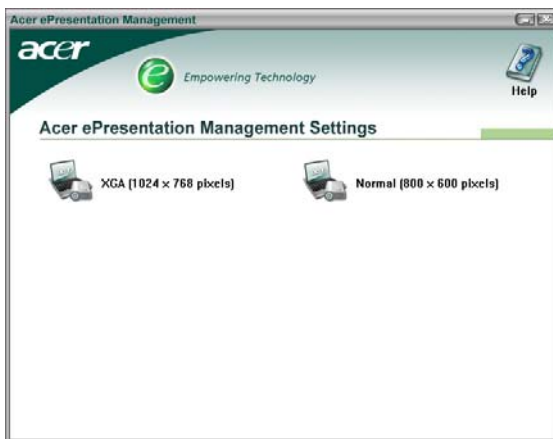 Acer ePresentation Management
acer
e Empowering Technology
Help
Acer ePresentation Management Settings
XGA (1024 x 768 pixels)
Normal (800 x 600 pixels)